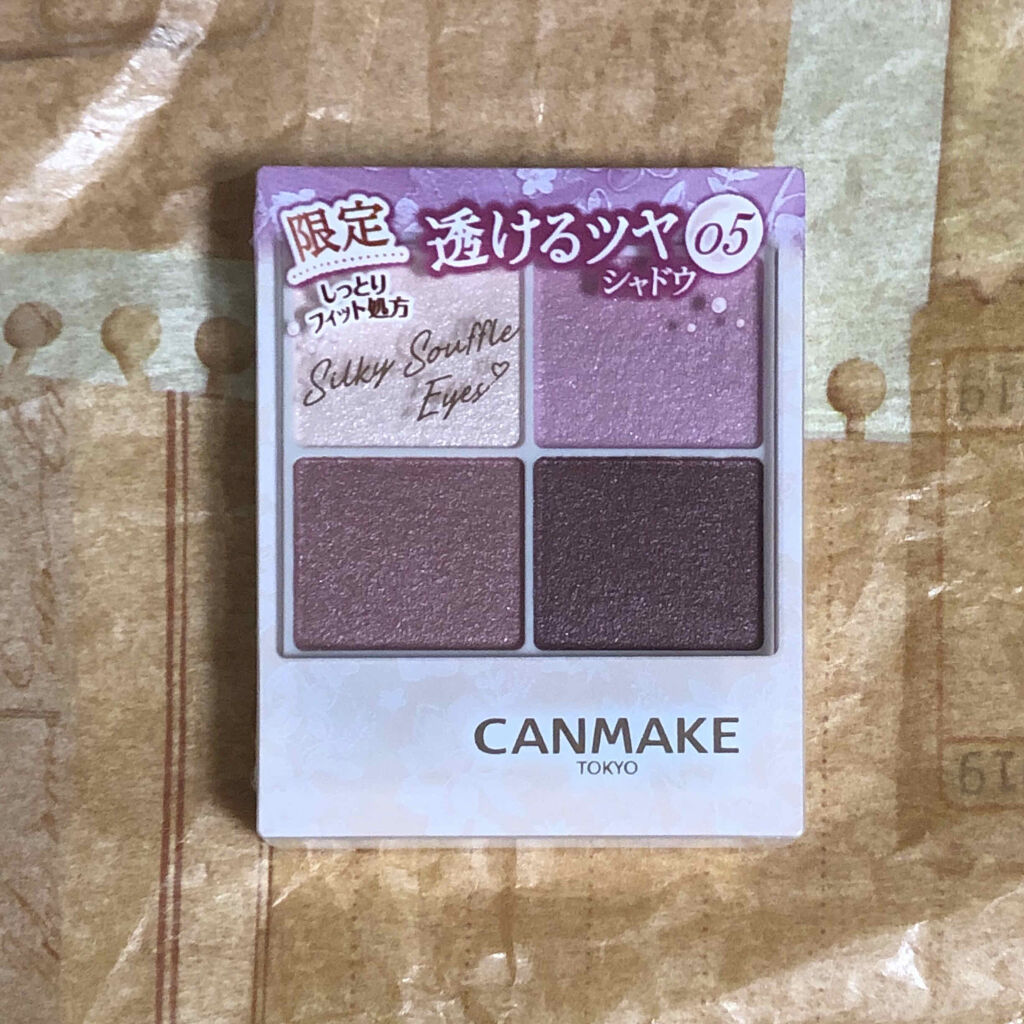 限定
透けるツヤ
05
シャドウ
しっとり
フィット処方
Silky Souffle
Eyes♡
CANMAKE
TOKYO